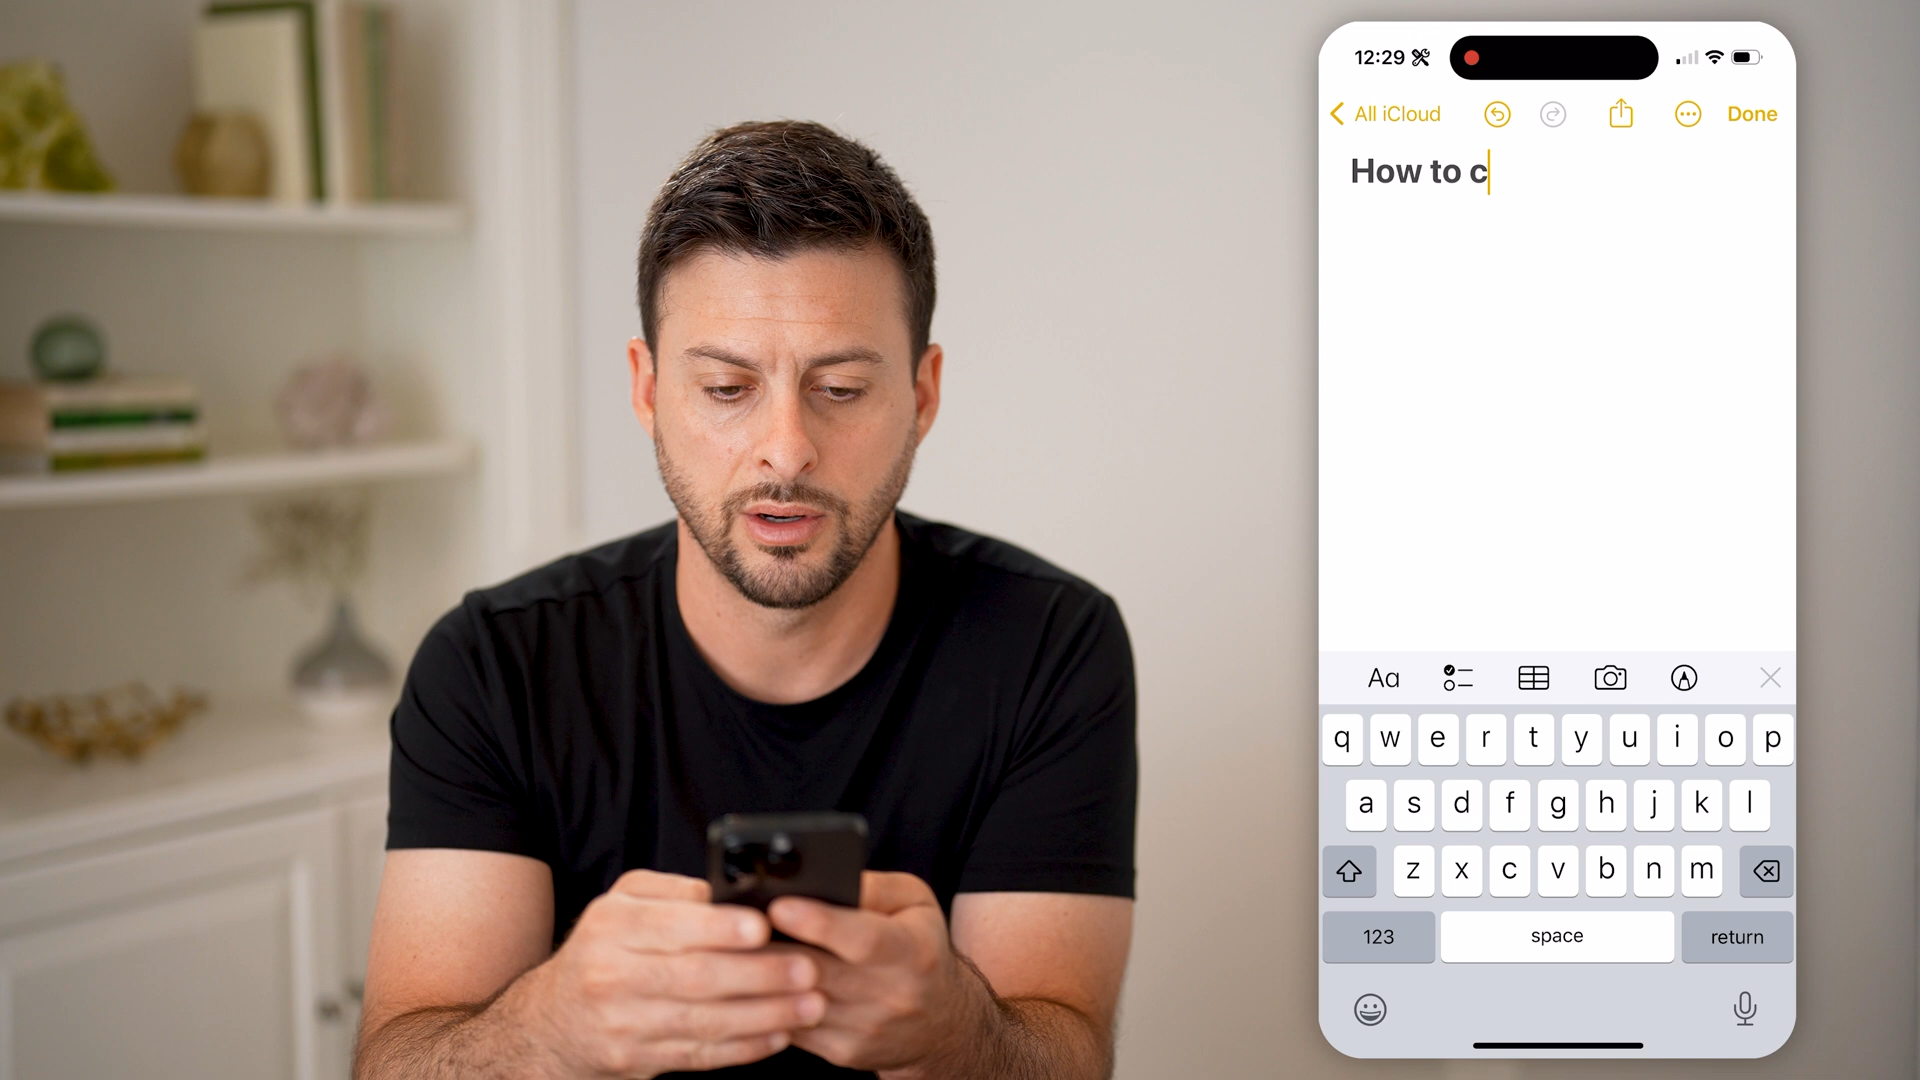 12:29
All iCloud
Done
How to c
Aa
q w e r t y u i o p
a s d f g h j k l
z x c v b n m
123 space return